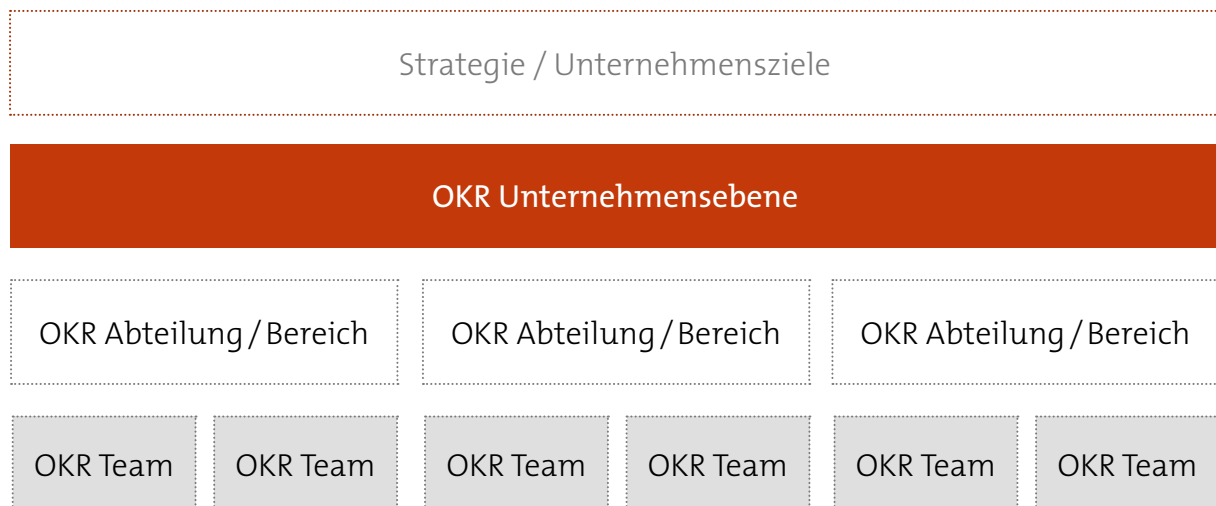 Strategie / Unternehmensziele
OKR Unternehmensebene
OKR Abteilung / Bereich
OKR Abteilung / Bereich
OKR Abteilung / Bereich
OKR Team
OKR Team
OKR Team
OKR Team
OKR Team
OKR Team